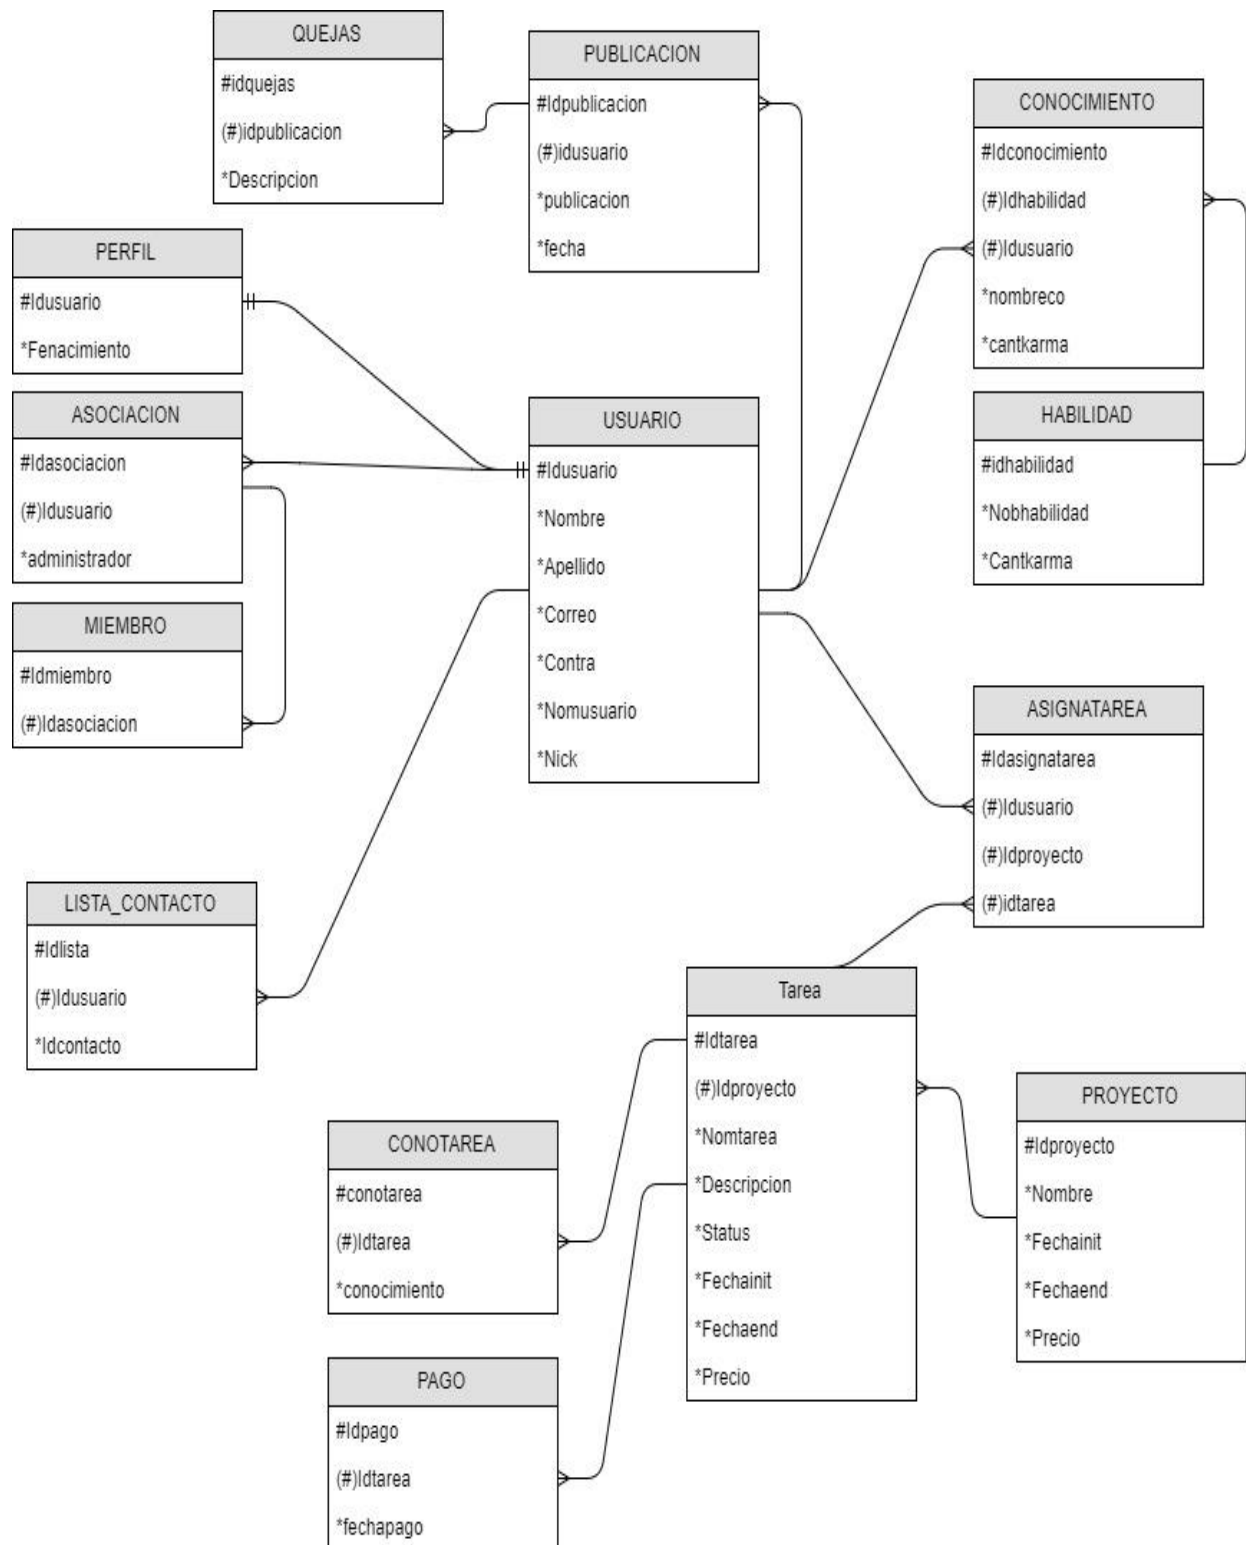 QUEJAS
#idquejas
(#)idpublicacion
*Descripcion
PUBLICACION
#Idpublicacion
(#)idusuario
*publicacion
*fecha
CONOCIMIENTO
#Idconocimiento
(#)Idhabilidad
(#)Idusuario
*nombreco
*cantkarma
PERFIL
#Idusuario
*Fenacimiento
ASOCIACION
#Idasociacion
(#)Idusuario
*administrador
USUARIO
#Idusuario
*Nombre
*Apellido
*Correo
*Contra
*Nomusuario
*Nick
HABILIDAD
#idhabilidad
*Nobhabilidad
*Cantkarma
MIEMBRO
#Idmiembro
(#)Idasociacion
ASIGNATAREA
#Idasignatarea
(#)Idusuario
(#)Idproyecto
(#)idtarea
LISTA_CONTACTO
#Idlista
(#)Idusuario
*Idcontacto
Tarea
#Idtarea
(#)Idproyecto
*Nomtarea
*Descripcion
*Status
*Fechainit
*Fechaend
*Precio
PROYECTO
#Idproyecto
*Nombre
*Fechainit
*Fechaend
*Precio
CONOTAREA
#conotarea
(#)Idtarea
*conocimiento
PAGO
#Idpago
(#)Idtarea
*fechapago